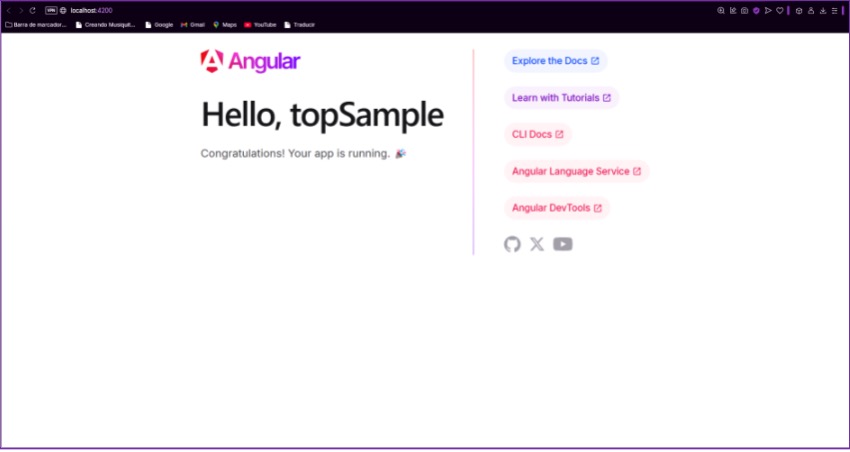 VPN localhost:4200
Barra de marcador... Creando Musiquit... Google Gmail Maps YouTube Traducir
Angular
Hello, topSample
Congratulations! Your app is running. 🎉
Explore the Docs
Learn with Tutorials
CLI Docs
Angular Language Service
Angular DevTools